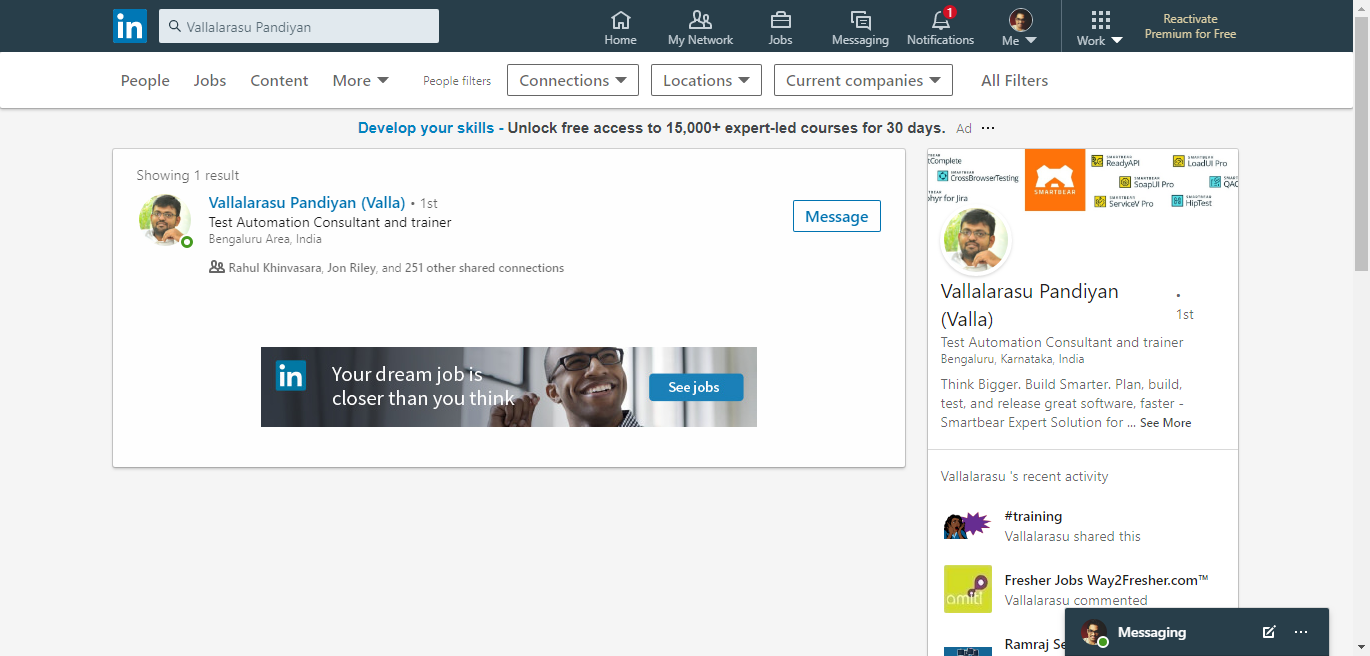 in
Vallalarasu Pandiyan
Home
My Network
Jobs
Messaging
1
Notifications
Me
Work
Reactivate
Premium for Free
People
Jobs
Content
More
People filters
Connections
Locations
Current companies
All Filters
Develop your skills - Unlock free access to 15,000+ expert-led courses for 30 days. Ad ···
Showing 1 result
Vallalarasu Pandiyan (Valla) • 1st
Test Automation Consultant and trainer
Bengaluru Area, India
Rahul Khinvasara, Jon Riley, and 251 other shared connections
Message
in
Your dream job is
closer than you think
See jobs
tComplete
CrossBrowserTesting
phyr for Jira
SMARTBEAR
ReadyAPI
LoadUI Pro
SoapUI Pro
QAC
ServiceV Pro
HipTest
Vallalarasu Pandiyan
(Valla)
• 1st
Test Automation Consultant and trainer
Bengaluru, Karnataka, India
Think Bigger. Build Smarter. Plan, build,
test, and release great software, faster -
Smartbear Expert Solution for ... See More
Vallalarasu 's recent activity
#training
Vallalarasu shared this
amiti
Fresher Jobs Way2Fresher.com™
Vallalarasu commented
Ramraj Se
Messaging
···